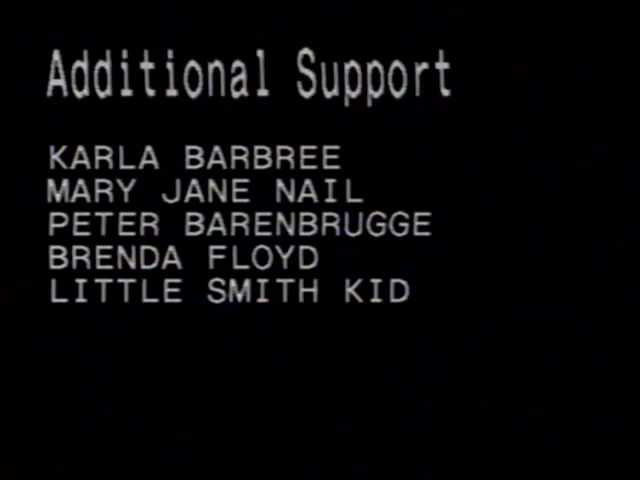 Additional Support
KARLA BARBREE
MARY JANE NAIL
PETER BARENBRUGGE
BRENDA FLOYD
LITTLE SMITH KID